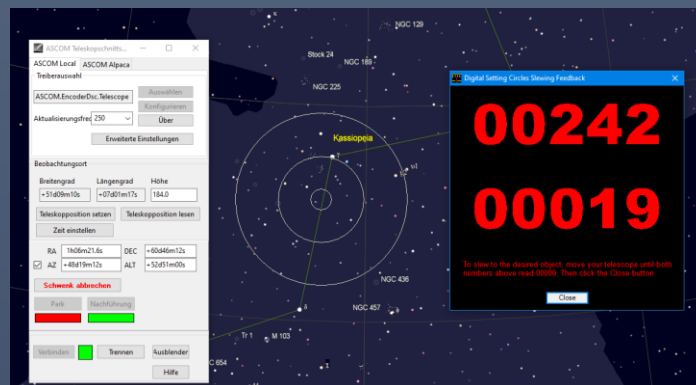 ASCOM Teleskopschnitts...
ASCOM Local
ASCOM Alpaca
Treiberauswahl
ASCOM.EncoderDsc.Telescope
Auswählen
Konfigurieren
Aktualisierungsfrec
250
Über
Erweiterte Einstellungen
Beobachtungsort
Breitengrad
Längengrad
Höhe
+51d09m10s
+07d01m17s
184.0
Teleskopposition setzen
Teleskopposition lesen
Zeit einstellen
RA
1h06m21.6s
DEC
+60d46m12s
AZ
+48d19m12s
ALT
+52d51m00s
Schwenk abbrechen
Park
Nachführung
Verbinden
Trennen
Ausblenden
Hilfe
NGC 129
Stock 24
NGC 189
NGC 225
Kassiopeia
γ
NGC 436
NGC 457
δ
Tr 1
M 103
C 654
Digital Setting Circles Slewing Feedback
00242
00019
To slew to the desired object, move your telescope until both
numbers above read 00000. Then click the Close button.
Close